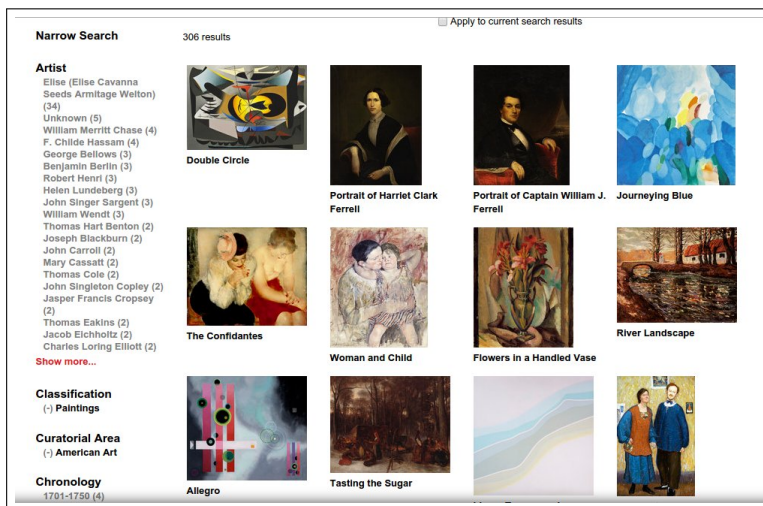 Apply to current search results
Narrow Search
306 results
Artist
Elise (Elise Cavanna
Seeds Armitage Welton)
(34)
Unknown (5)
William Merritt Chase (4)
F. Childe Hassam (4)
George Bellows (3)
Benjamin Berlin (3)
Robert Henri (3)
Helen Lundeberg (3)
John Singer Sargent (3)
William Wendt (3)
Thomas Hart Benton (2)
Joseph Blackburn (2)
John Carroll (2)
Mary Cassatt (2)
Thomas Cole (2)
John Singleton Copley (2)
Jasper Francis Cropsey
(2)
Thomas Eakins (2)
Jacob Eichholtz (2)
Charles Loring Elliott (2)
Show more...
Classification
(-) Paintings
Curatorial Area
(-) American Art
Chronology
1701-1750 (4)
Double Circle
Portrait of Harriet Clark
Ferrell
Portrait of Captain William J.
Ferrell
Journeying Blue
The Confidantes
Woman and Child
Flowers in a Handled Vase
River Landscape
Allegro
Tasting the Sugar